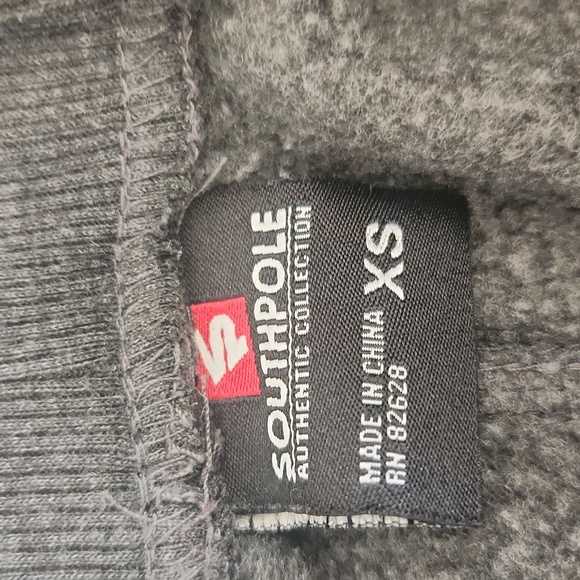 SOUTHPOLE
AUTHENTIC COLLECTION
XS
MADE IN CHINA
RN 82628